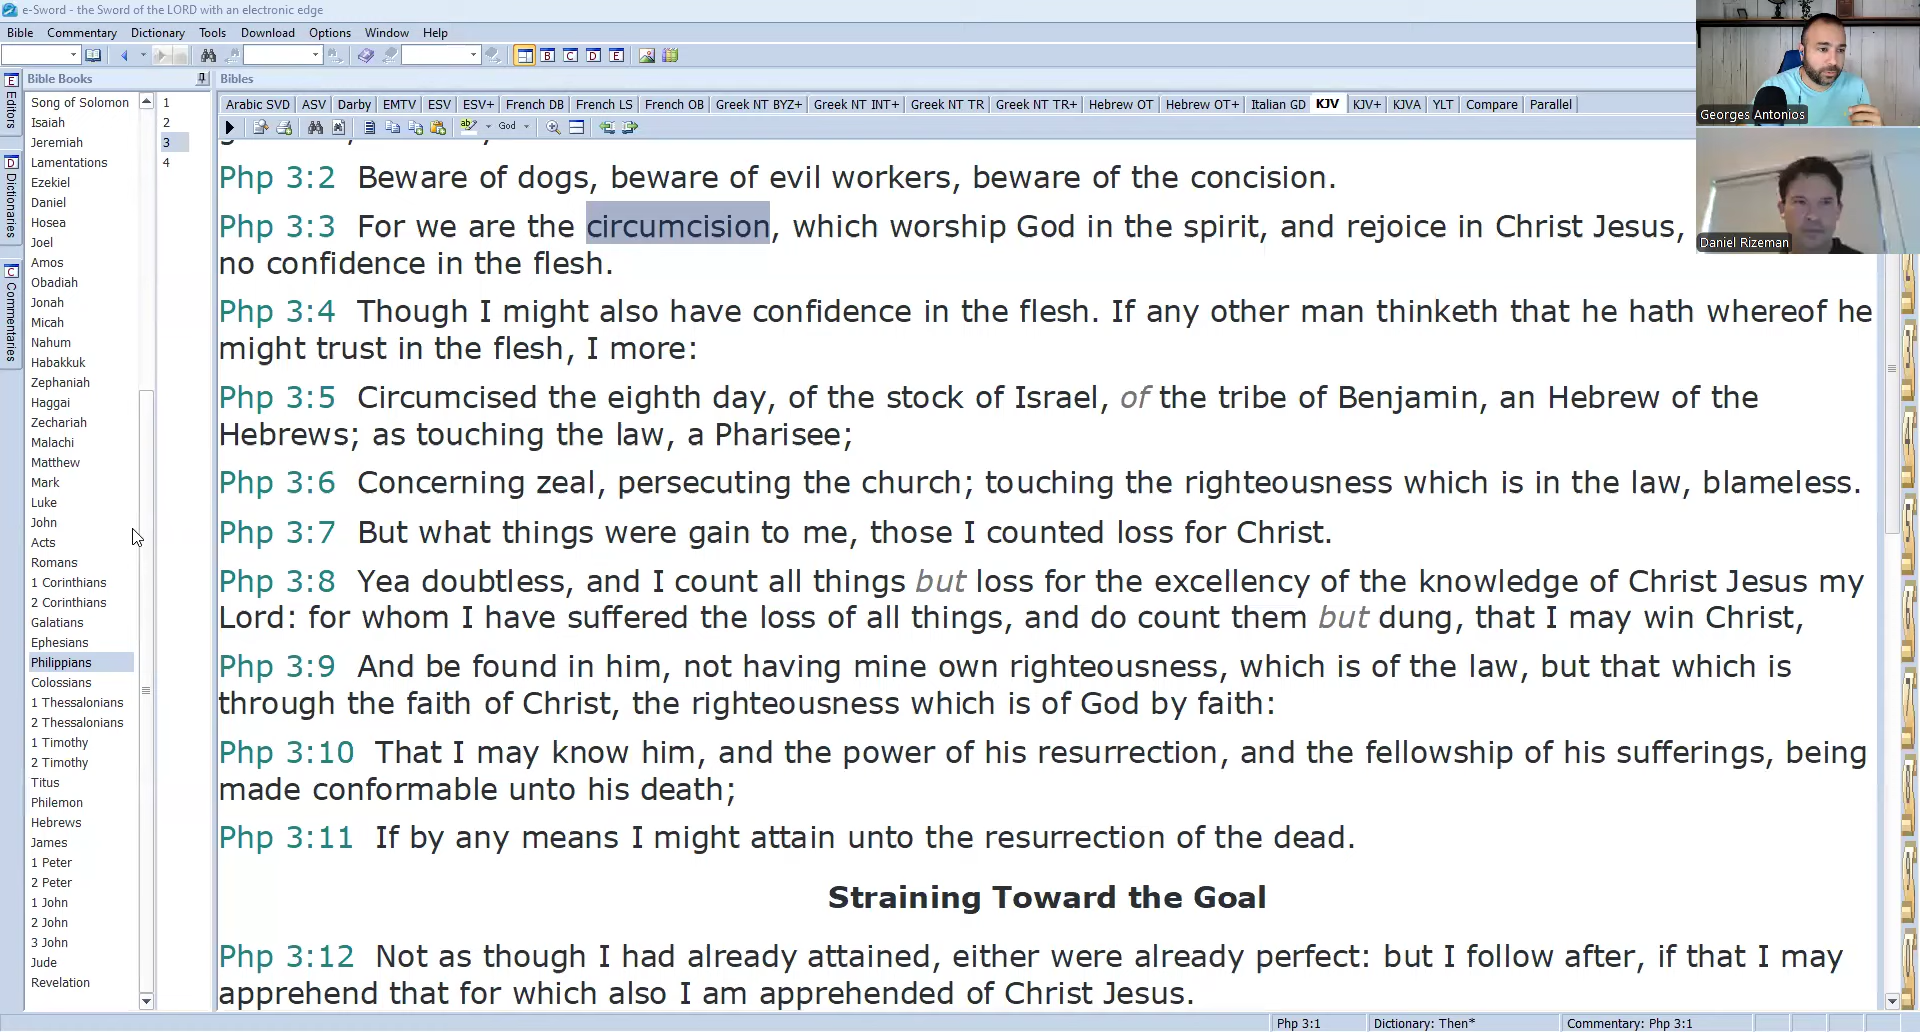 e-Sword - the Sword of the LORD with an electronic edge
Bible Commentary Dictionary Tools Download Options Window Help
B C D E
Bible Books
Bibles
E Editors
D Dictionaries
C Commentaries
Song of Solomon
Isaiah
Jeremiah
Lamentations
Ezekiel
Daniel
Hosea
Joel
Amos
Obadiah
Jonah
Micah
Nahum
Habakkuk
Zephaniah
Haggai
Zechariah
Malachi
Matthew
Mark
Luke
John
Acts
Romans
1 Corinthians
2 Corinthians
Galatians
Ephesians
Philippians
Colossians
1 Thessalonians
2 Thessalonians
1 Timothy
2 Timothy
Titus
Philemon
Hebrews
James
1 Peter
2 Peter
1 John
2 John
3 John
Jude
Revelation
1
2
3
4
Arabic SVD ASV Darby EMTV ESV ESV+ French DB French LS French OB Greek NT BYZ+ Greek NT INT+ Greek NT TR Greek NT TR+ Hebrew OT Hebrew OT+ Italian GD KJV KJV+ KJVA YLT Compare Parallel
ab God
Php 3:2 Beware of dogs, beware of evil workers, beware of the concision.
Php 3:3 For we are the circumcision, which worship God in the spirit, and rejoice in Christ Jesus,
no confidence in the flesh.
Php 3:4 Though I might also have confidence in the flesh. If any other man thinketh that he hath whereof he
might trust in the flesh, I more:
Php 3:5 Circumcised the eighth day, of the stock of Israel, of the tribe of Benjamin, an Hebrew of the
Hebrews; as touching the law, a Pharisee;
Php 3:6 Concerning zeal, persecuting the church; touching the righteousness which is in the law, blameless.
Php 3:7 But what things were gain to me, those I counted loss for Christ.
Php 3:8 Yea doubtless, and I count all things but loss for the excellency of the knowledge of Christ Jesus my
Lord: for whom I have suffered the loss of all things, and do count them but dung, that I may win Christ,
Php 3:9 And be found in him, not having mine own righteousness, which is of the law, but that which is
through the faith of Christ, the righteousness which is of God by faith:
Php 3:10 That I may know him, and the power of his resurrection, and the fellowship of his sufferings, being
made conformable unto his death;
Php 3:11 If by any means I might attain unto the resurrection of the dead.
Straining Toward the Goal
Php 3:12 Not as though I had already attained, either were already perfect: but I follow after, if that I may
apprehend that for which also I am apprehended of Christ Jesus.
Georges Antonios
Daniel Rizeman
Php 3:1 Dictionary: Then* Commentary: Php 3:1